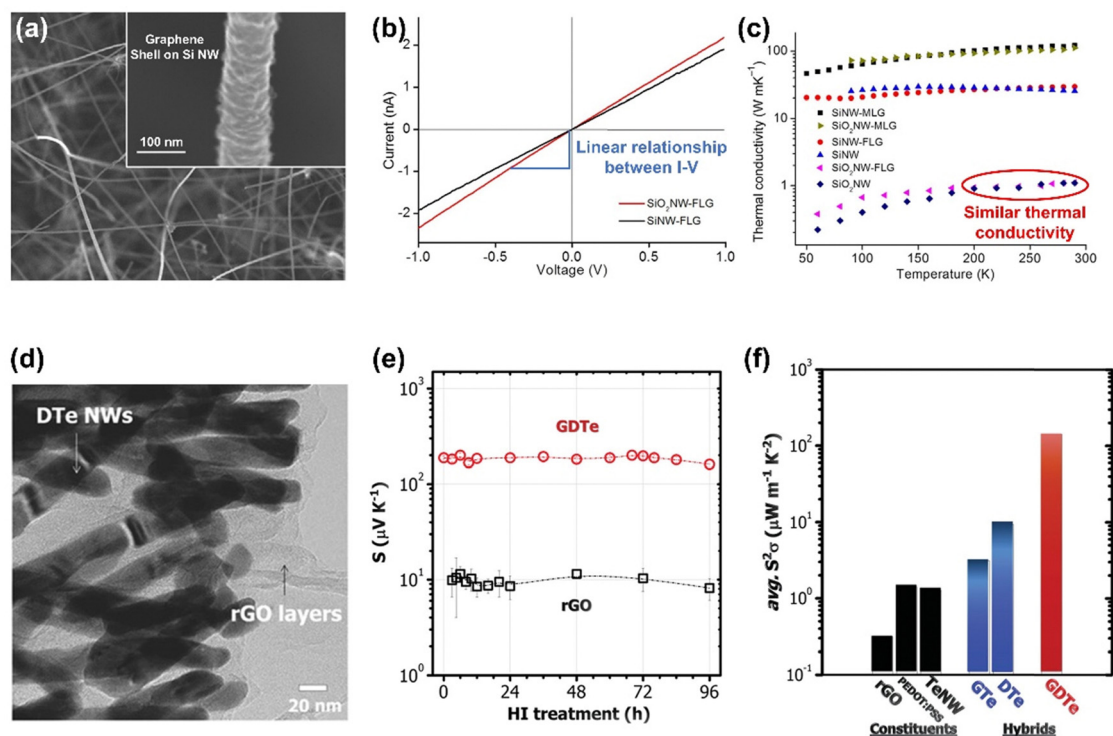 (a)
Graphene
Shell on Si NW
100 nm
(b)
Current (nA)
2
1
0
-1
-2
Linear relationship
between I-V
SiO₂NW-FLG
SiNW-FLG
-1.0 -0.5 0.0 0.5 1.0
Voltage (V)
(c)
Thermal conductivity (W mK⁻¹)
100
10
1
SiNW-MLG
SiO₂NW-MLG
SiNW-FLG
SiNW
SiO₂NW-FLG
SiO₂NW
Similar thermal
conductivity
50 100 150 200 250 300
Temperature (K)
(d)
DTe NWs
rGO layers
20 nm
(e)
S (μV K⁻¹)
10³
10²
10¹
10⁰
GDTe
rGO
0 24 48 72 96
HI treatment (h)
(f)
avg. S²σ (μW m⁻¹ K⁻²)
10³
10²
10¹
10⁰
10⁻¹
rGO
PEDOT:PSS
TeNW
GTe
DTe
GDTe
Constituents Hybrids